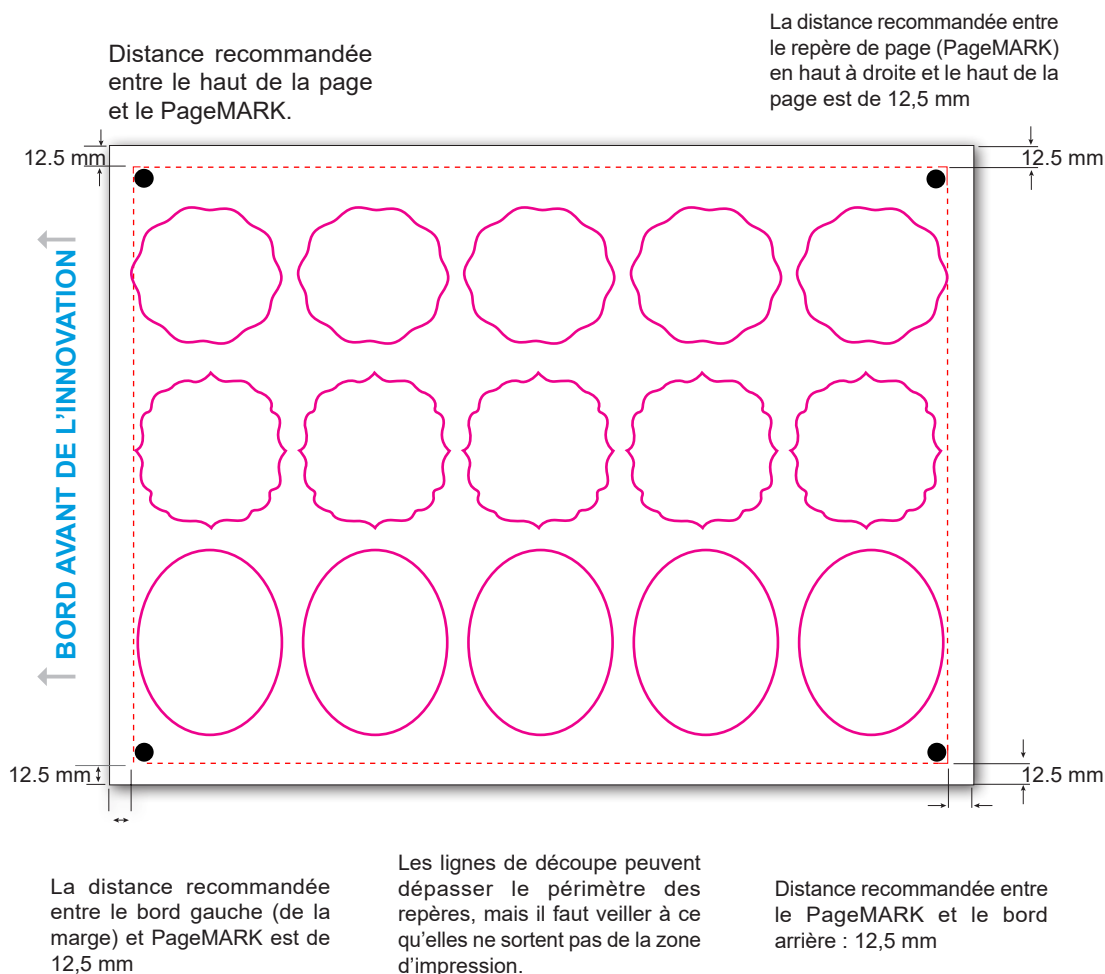 La distance recommandée entre
le repère de page (PageMARK)
en haut à droite et le haut de la
page est de 12,5 mm
Distance recommandée
entre le haut de la page
et le PageMARK.
12.5 mm
12.5 mm
BORD AVANT DE L'INNOVATION
12.5 mm
12.5 mm
La distance recommandée
entre le bord gauche (de la
marge) et PageMARK est de
12,5 mm
Les lignes de découpe peuvent
dépasser le périmètre des
repères, mais il faut veiller à ce
qu'elles ne sortent pas de la zone
d'impression.
Distance recommandée entre
le PageMARK et le bord
arrière : 12,5 mm